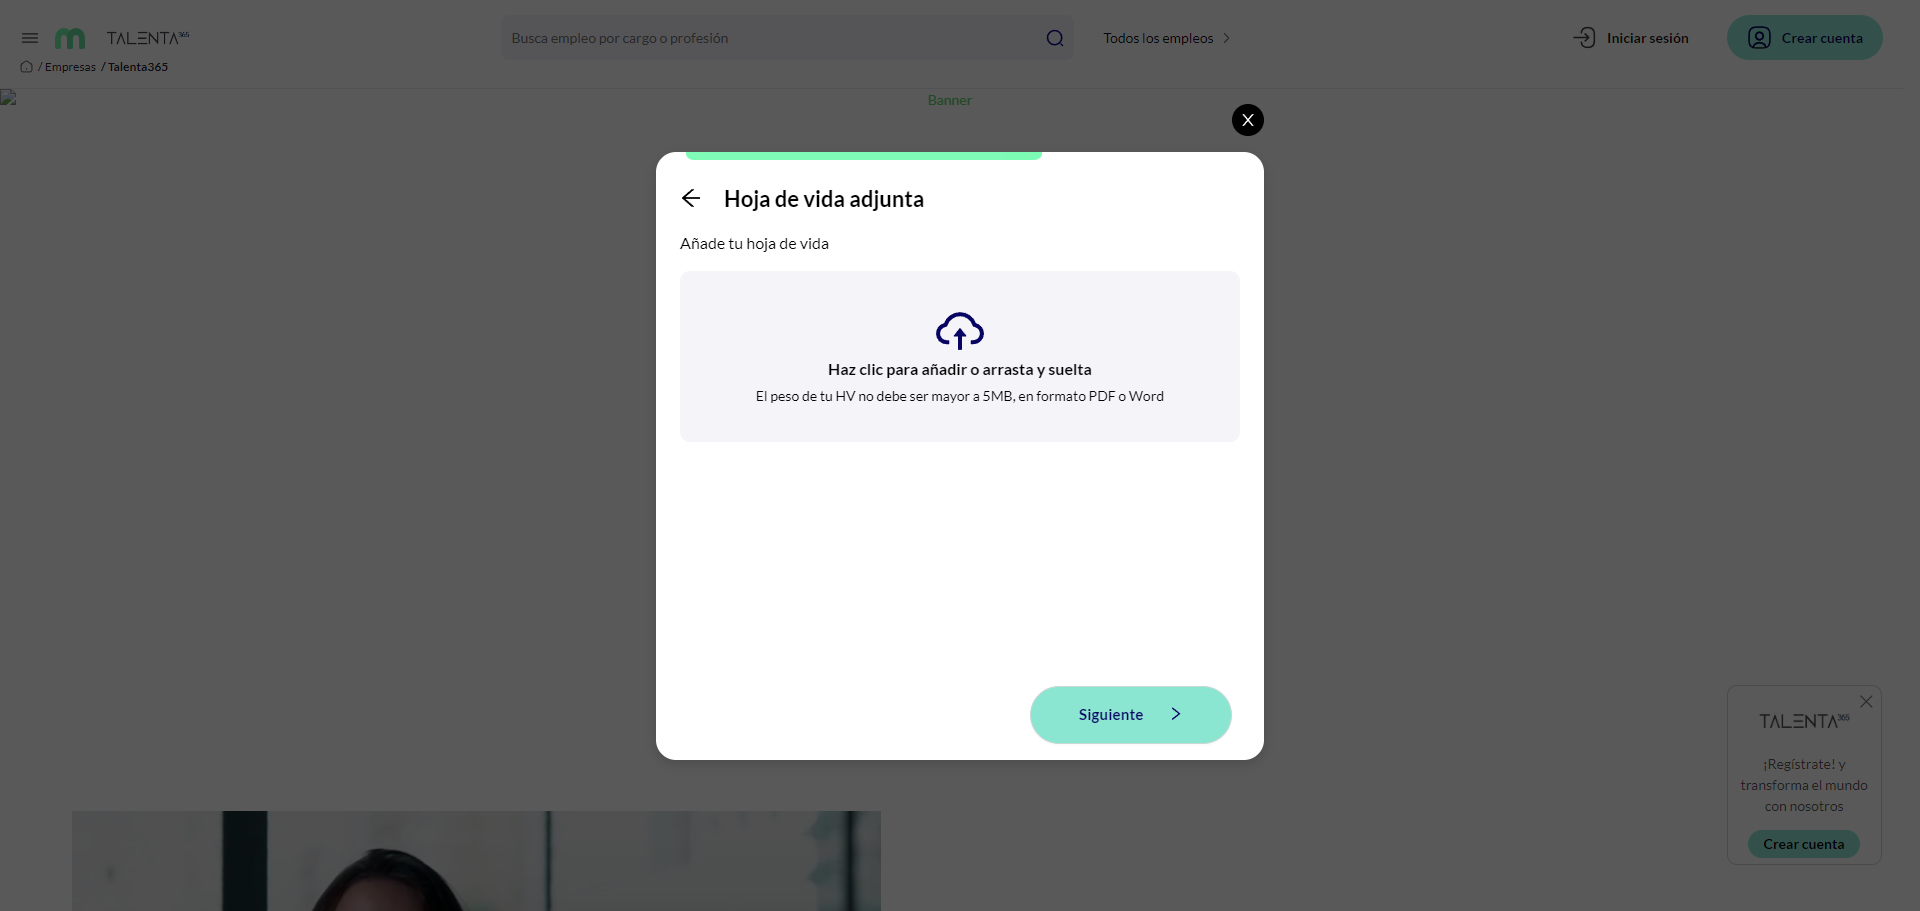 TALENTA365
Busca empleo por cargo o profesión
Todos los empleos
Iniciar sesión
Crear cuenta
/ Empresas / Talenta365
Banner
X
Hoja de vida adjunta
Añade tu hoja de vida
Haz clic para añadir o arrasta y suelta
El peso de tu HV no debe ser mayor a 5MB, en formato PDF o Word
Siguiente
TALENTA365
¡Regístrate! y
transforma el mundo
con nosotros
Crear cuenta